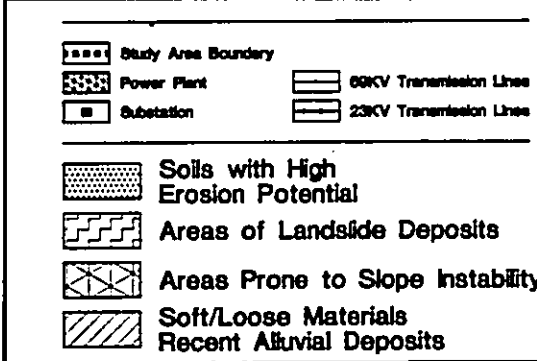 Study Area Boundary
Power Plant
69KV Transmission Lines
Substation
23KV Transmission Lines
Soils with High
Erosion Potential
Areas of Landslide Deposits
Areas Prone to Slope Instability
Soft/Loose Materials
Recent Alluvial Deposits